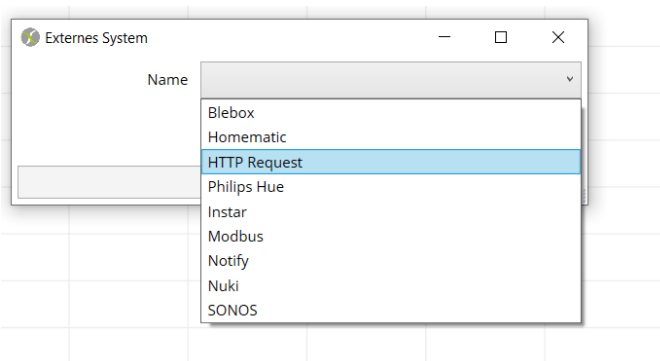 Externes System
Name
Blebox
Homematic
HTTP Request
Philips Hue
Instar
Modbus
Notify
Nuki
SONOS